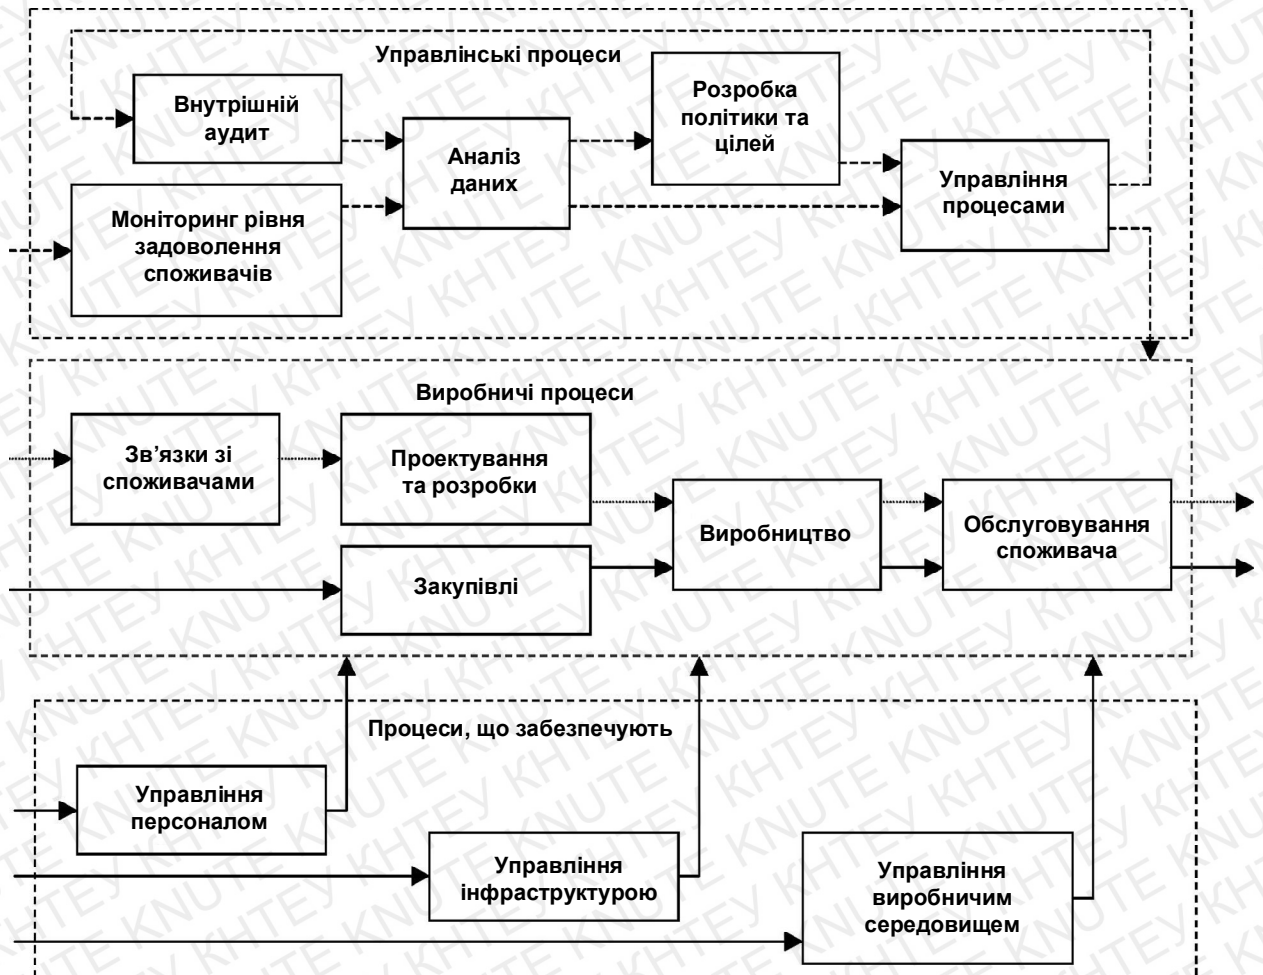 Управлінські процеси
Внутрішній
аудит
Моніторинг рівня
задоволення
споживачів
Аналіз
даних
Розробка
політики та
цілей
Управління
процесами
Виробничі процеси
Зв’язки зі
споживачами
Проектування
та розробки
Закупівлі
Виробництво
Обслуговування
споживача
Процеси, що забезпечують
Управління
персоналом
Управління
інфраструктурою
Управління
виробничим
середовищем
КНТЕУ KNUTE